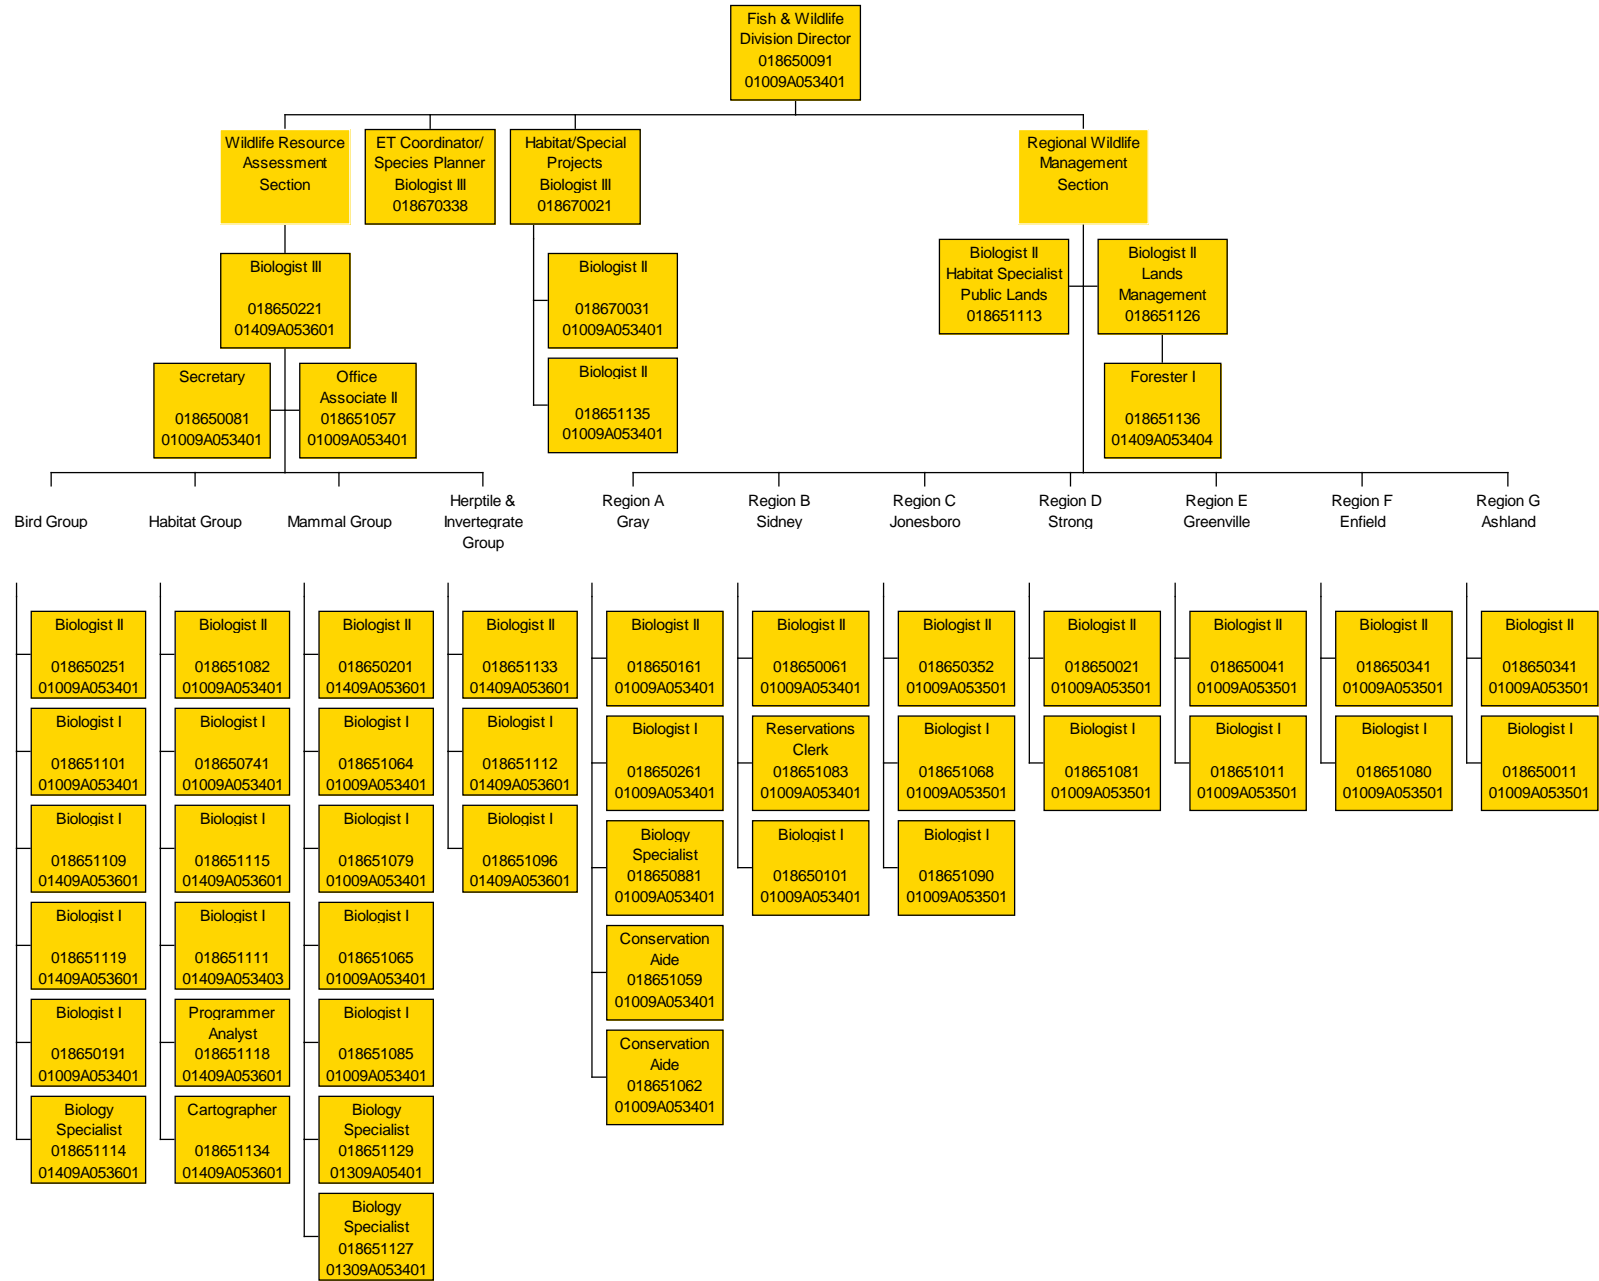 Fish & Wildlife
Division Director
018650091
01009A053401
Wildlife Resource
Assessment
Section
ET Coordinator/
Species Planner
Biologist III
018670338
Habitat/Special
Projects
Biologist III
018670021
Regional Wildlife
Management
Section
Biologist III
018650221
01409A053601
Biologist II
018670031
01009A053401
Biologist II
Habitat Specialist
Public Lands
018651113
Biologist II
Lands
Management
018651126
Secretary
018650081
01009A053401
Office
Associate II
018651057
01009A053401
Biologist II
018651135
01009A053401
Forester I
018651136
01409A053404
Bird Group
Habitat Group
Mammal Group
Herptile &
Invertegrate
Group
Region A
Gray
Region B
Sidney
Region C
Jonesboro
Region D
Strong
Region E
Greenville
Region F
Enfield
Region G
Ashland
Biologist II
018650251
01009A053401
Biologist I
018651101
01009A053401
Biologist I
018651109
01409A053601
Biologist I
018651119
01409A053601
Biologist I
018650191
01009A053401
Biology
Specialist
018651114
01409A053601
Biologist II
018651082
01009A053401
Biologist I
018650741
01009A053401
Biologist I
018651115
01409A053601
Biologist I
018651111
01409A053403
Programmer
Analyst
018651118
01409A053601
Cartographer
018651134
01409A053601
Biologist II
018650201
01409A053601
Biologist I
018651064
01009A053401
Biologist I
018651079
01009A053401
Biologist I
018651065
01009A053401
Biologist I
018651085
01009A053401
Biology
Specialist
018651129
01309A05401
Biology
Specialist
018651127
01309A053401
Biologist II
018651133
01409A053601
Biologist I
018651112
01409A053601
Biologist I
018651096
01409A053601
Biologist II
018650161
01009A053401
Biologist I
018650261
01009A053401
Biology
Specialist
018650881
01009A053401
Conservation
Aide
018651059
01009A053401
Conservation
Aide
018651062
01009A053401
Biologist II
018650061
01009A053401
Reservations
Clerk
018651083
01009A053401
Biologist I
018650101
01009A053401
Biologist II
018650352
01009A053501
Biologist I
018651068
01009A053501
Biologist I
018651090
01009A053501
Biologist II
018650021
01009A053501
Biologist I
018651081
01009A053501
Biologist II
018650041
01009A053501
Biologist I
018651011
01009A053501
Biologist II
018650341
01009A053501
Biologist I
018651080
01009A053501
Biologist II
018650341
01009A053501
Biologist I
018650011
01009A053501